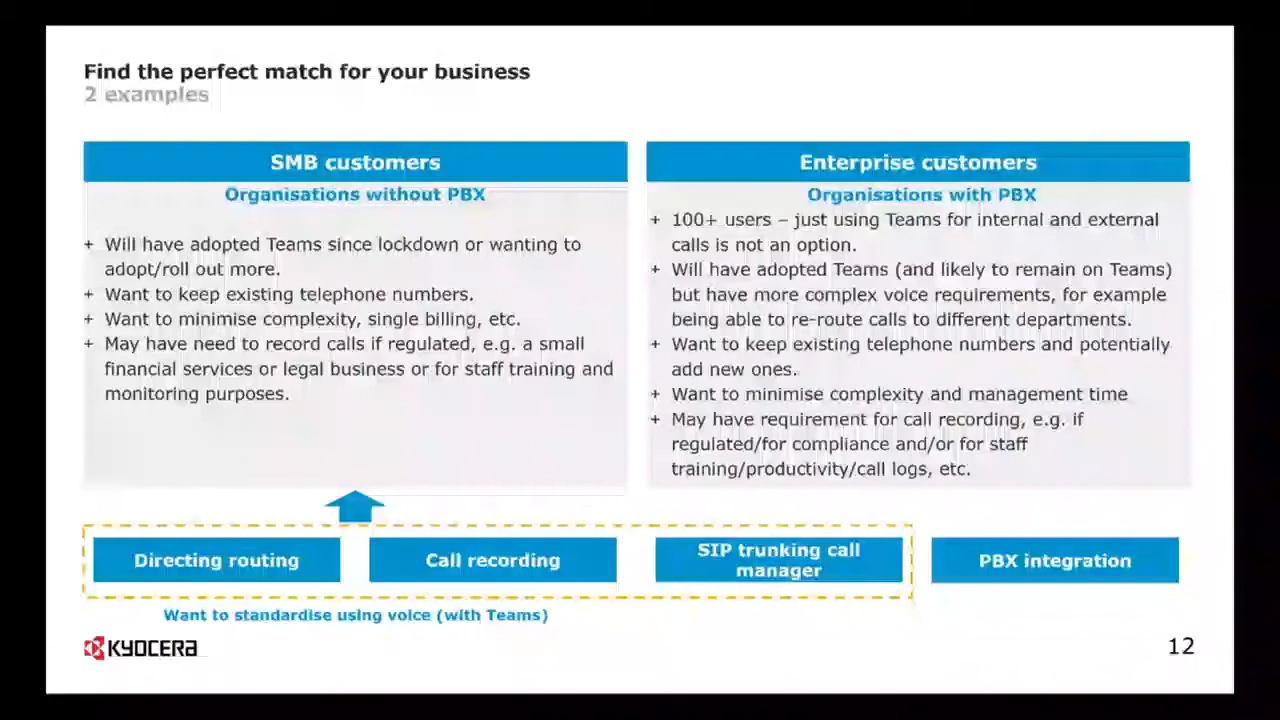 Find the perfect match for your business
2 examples
SMB customers
Organisations without PBX
+ Will have adopted Teams since lockdown or wanting to
adopt/roll out more.
+ Want to keep existing telephone numbers.
+ Want to minimise complexity, single billing, etc.
+ May have need to record calls if regulated, e.g. a small
financial services or legal business or for staff training and
monitoring purposes.
Enterprise customers
Organisations with PBX
+ 100+ users – just using Teams for internal and external
calls is not an option.
+ Will have adopted Teams (and likely to remain on Teams)
but have more complex voice requirements, for example
being able to re-route calls to different departments.
+ Want to keep existing telephone numbers and potentially
add new ones.
+ Want to minimise complexity and management time
+ May have requirement for call recording, e.g. if
regulated/for compliance and/or for staff
training/productivity/call logs, etc.
Directing routing
Call recording
SIP trunking call
manager
PBX integration
Want to standardise using voice (with Teams)
KYOCERA
12